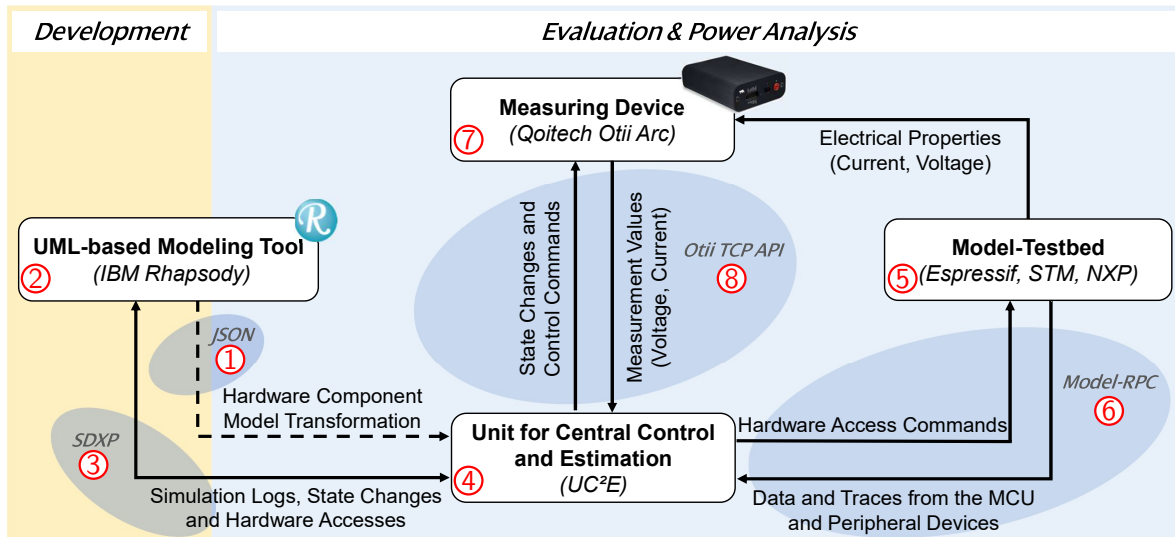 Development
Evaluation & Power Analysis
Measuring Device
(Qoitech Otii Arc)
7
Electrical Properties
(Current, Voltage)
R
UML-based Modeling Tool
(IBM Rhapsody)
2
State Changes and
Control Commands
Measurement Values
(Voltage, Current)
Otii TCP API
8
Model-Testbed
(Espressif, STM, NXP)
5
JSON
1
Hardware Component
Model Transformation
Model-RPC
6
SDXP
3
Unit for Central Control
and Estimation
(UC²E)
4
Hardware Access Commands
Simulation Logs, State Changes
and Hardware Accesses
Data and Traces from the MCU
and Peripheral Devices